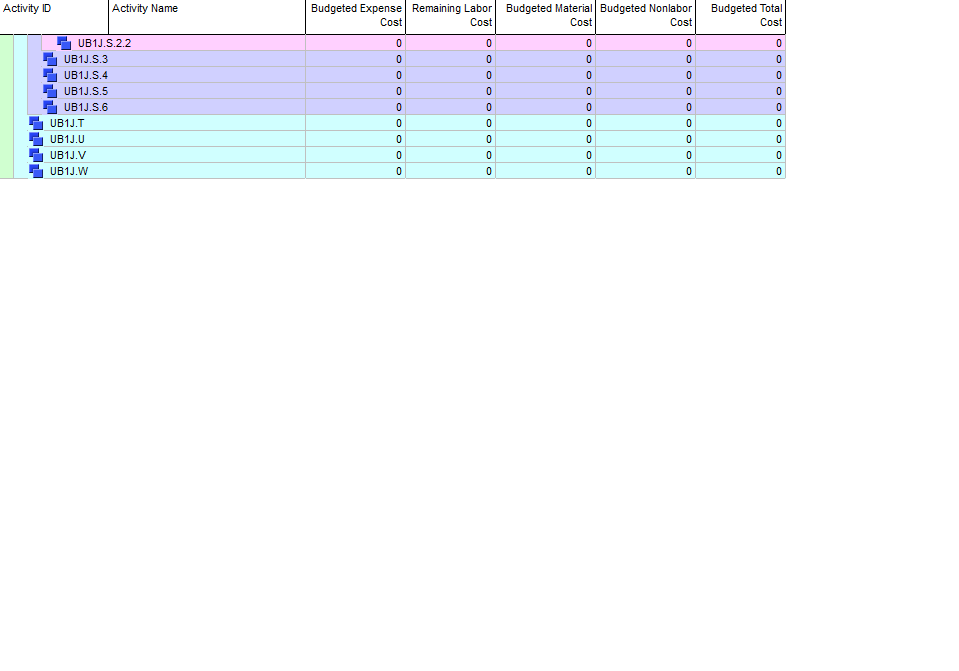 Activity ID Activity Name Budgeted Expense Cost Remaining Labor Cost Budgeted Material Cost Budgeted Nonlabor Cost Budgeted Total Cost
UB1J.S.2.2 0 0 0 0 0
UB1J.S.3 0 0 0 0 0
UB1J.S.4 0 0 0 0 0
UB1J.S.5 0 0 0 0 0
UB1J.S.6 0 0 0 0 0
UB1J.T 0 0 0 0 0
UB1J.U 0 0 0 0 0
UB1J.V 0 0 0 0 0
UB1J.W 0 0 0 0 0